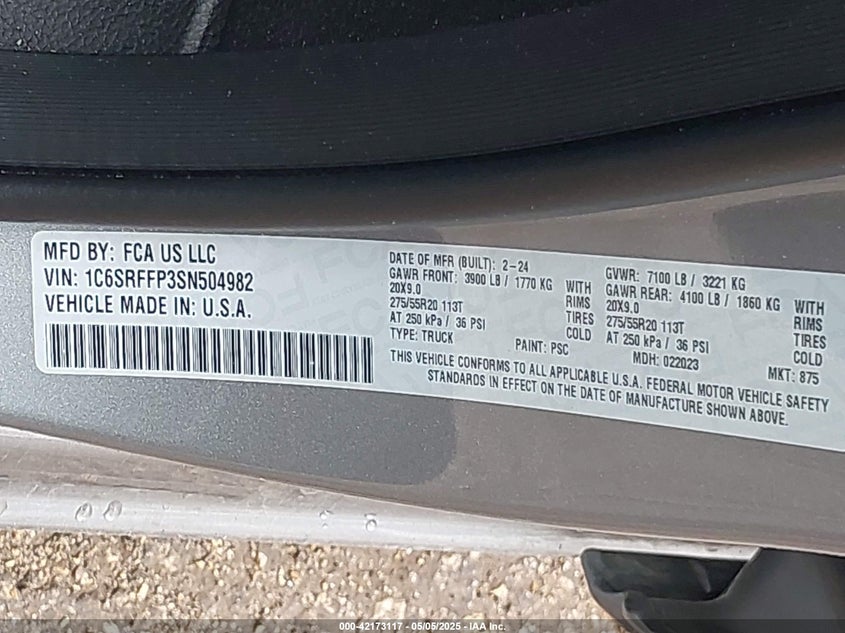 MFD BY: FCA US LLC
VIN: 1C6SRFFP3SN504982
VEHICLE MADE IN: U.S.A.
DATE OF MFR (BUILT): 2-24
GAWR FRONT: 3900 LB / 1770 KG WITH
20X9.0 RIMS
275/55R20 113T TIRES
AT 250 kPa / 36 PSI COLD
TYPE: TRUCK PAINT: PSC
GVWR: 7100 LB / 3221 KG
GAWR REAR: 4100 LB / 1860 KG WITH
20X9.0 RIMS
275/55R20 113T TIRES
AT 250 kPa / 36 PSI COLD
MDH: 022023 MKT: 875
THIS VEHICLE CONFORMS TO ALL APPLICABLE U.S.A. FEDERAL MOTOR VEHICLE SAFETY
STANDARDS IN EFFECT ON THE DATE OF MANUFACTURE SHOWN ABOVE.
000-42173117 - 05/05/2025 - IAA Inc.